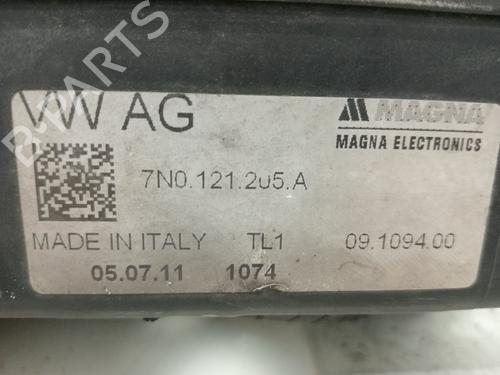 VW AG
MAGNA
MAGNA ELECTRONICS
7N0.121.205.A
MADE IN ITALY TL1 09.1094.00
05.07.11 1074
B-PARTS